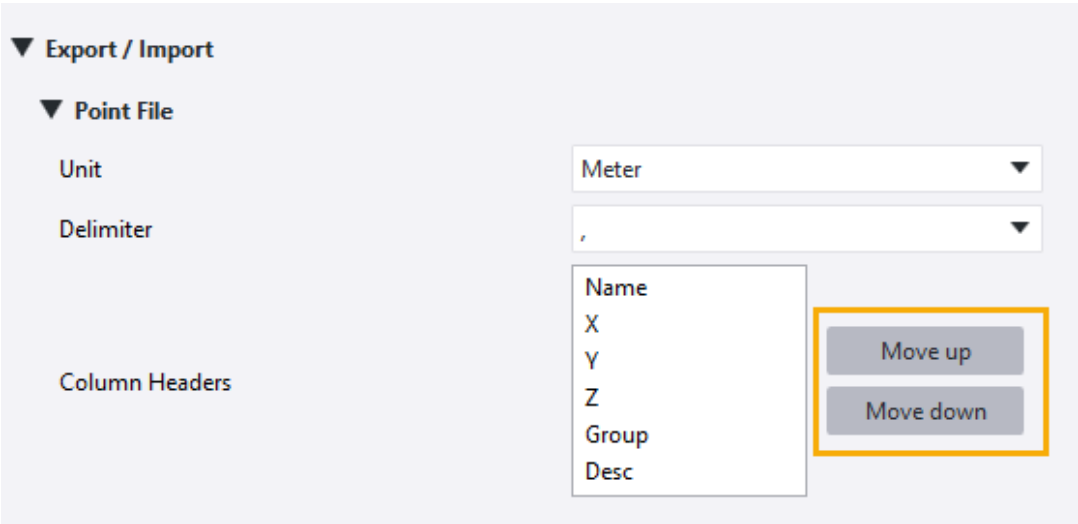 Export / Import
Point File
Unit
Meter
Delimiter
,
Column Headers
Name
X
Y
Z
Group
Desc
Move up
Move down